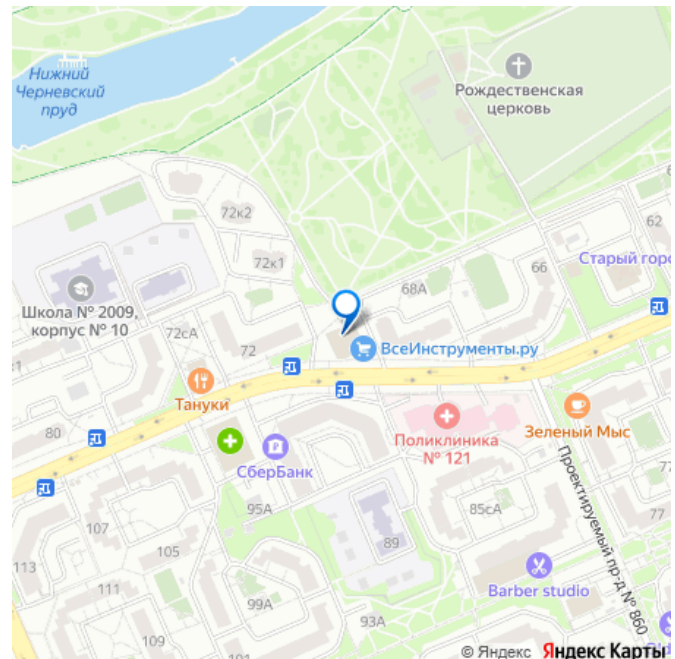 Нижний
Черневский
пруд
Рождественская
церковь
72к2
62
72к1
66
Старый горо
68А
Школа № 2009,
корпус № 10
72сА
72
ВсеИнструменты.ру
Тануки
80
Поликлиника
№ 121
Зеленый Мыс
СберБанк
95А
85сА
77
107
105
89
113
111
Проектируемый пр-д № 860
Barber studio
99А
93А
109
© Яндекс Яндекс Карты